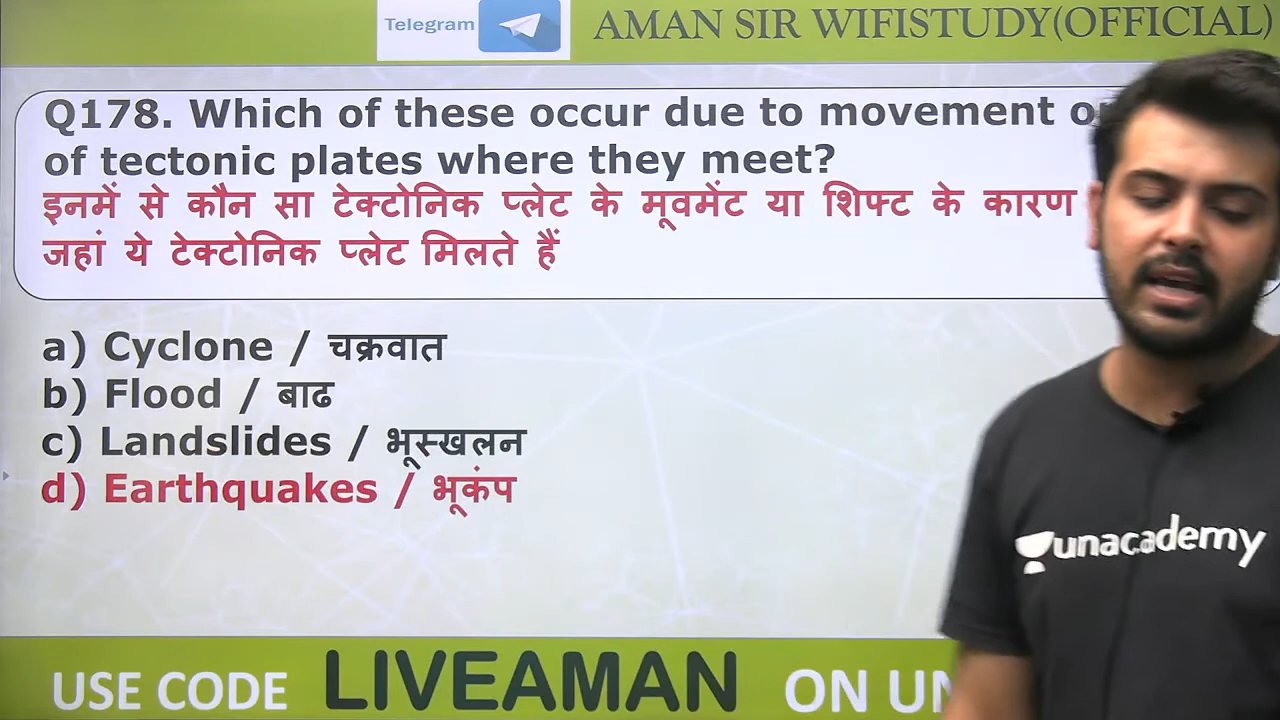 Telegram
AMAN SIR WIFISTUDY(OFFICIAL)
Q178. Which of these occur due to movement
of tectonic plates where they meet?
इनमें से कौन सा टेक्टोनिक प्लेट के मूवमेंट या शिफ्ट के कारण
जहां ये टेक्टोनिक प्लेट मिलते हैं
a) Cyclone / चक्रवात
b) Flood / बाढ
c) Landslides / भूस्खलन
d) Earthquakes / भूकंप
unacademy
USE CODE LIVEAMAN ON